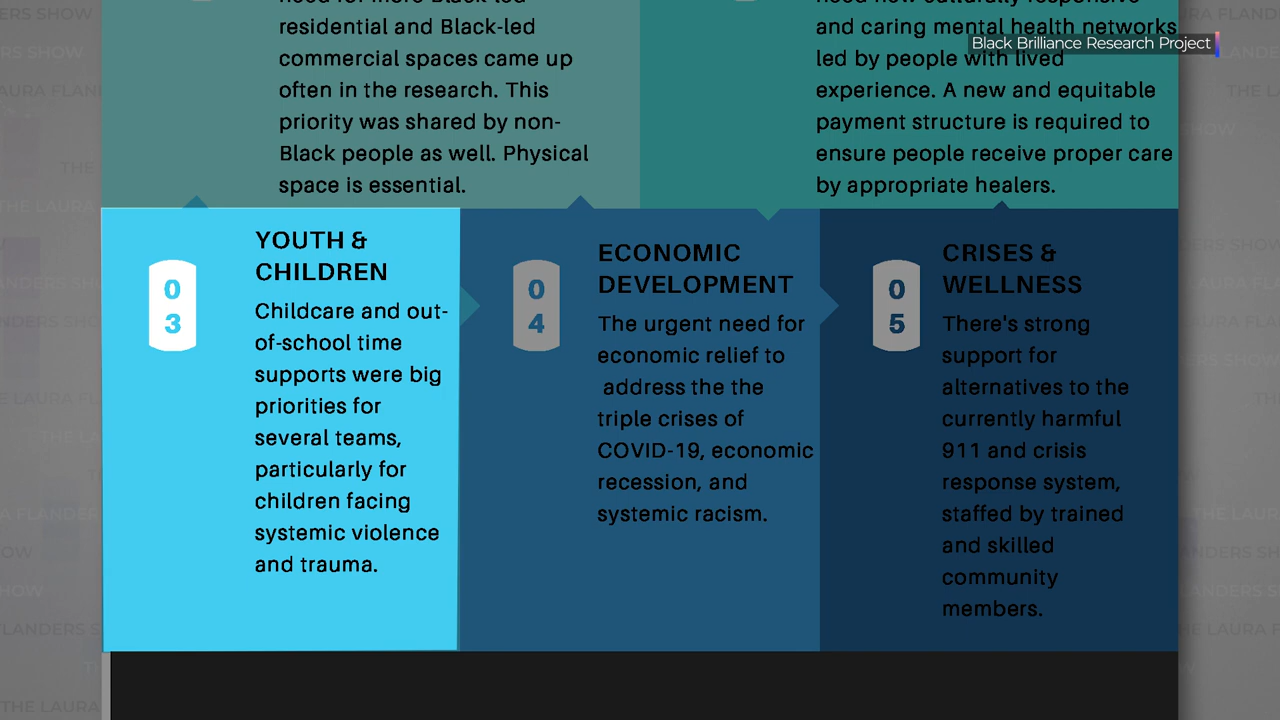 residential and Black-led
commercial spaces came up
often in the research. This
priority was shared by non-
Black people as well. Physical
space is essential.
and caring mental health networks
led by people with lived
experience. A new and equitable
payment structure is required to
ensure people receive proper care
by appropriate healers.
Black Brilliance Research Project
0
3
YOUTH &
CHILDREN
Childcare and out-
of-school time
supports were big
priorities for
several teams,
particularly for
children facing
systemic violence
and trauma.
0
4
ECONOMIC
DEVELOPMENT
The urgent need for
economic relief to
address the the
triple crises of
COVID-19, economic
recession, and
systemic racism.
0
5
CRISES &
WELLNESS
There's strong
support for
alternatives to the
currently harmful
911 and crisis
response system,
staffed by trained
and skilled
community
members.